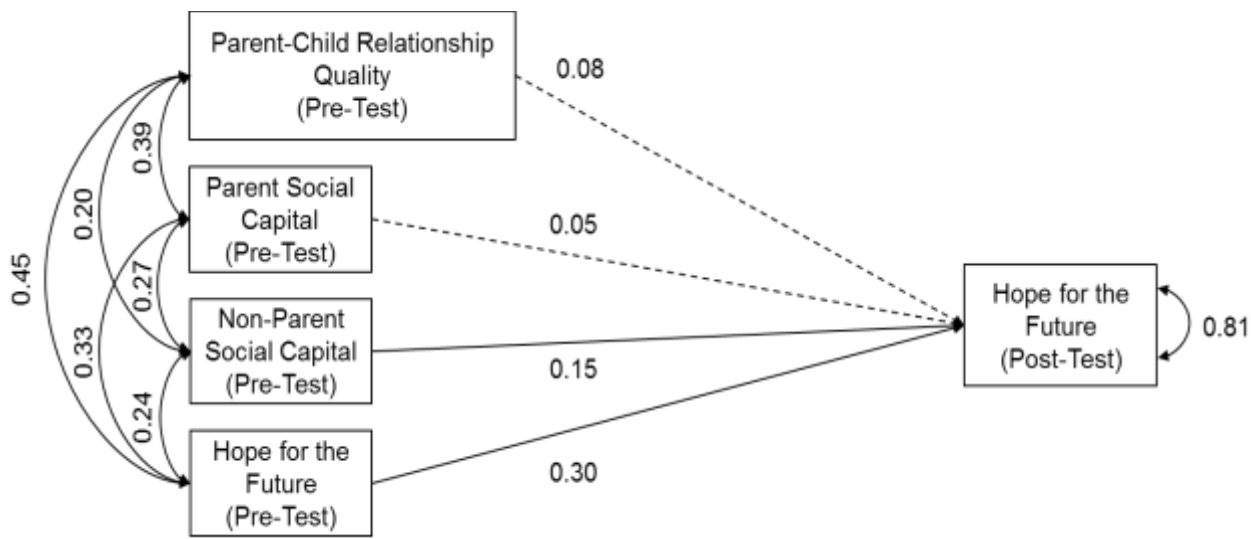 Parent-Child Relationship
Quality
(Pre-Test)
0.08
0.39
Parent Social
Capital
(Pre-Test)
0.20
0.05
0.45
0.27
Hope for the
Future
(Post-Test)
0.81
Non-Parent
Social Capital
(Pre-Test)
0.33
0.15
0.24
Hope for the
Future
(Pre-Test)
0.30